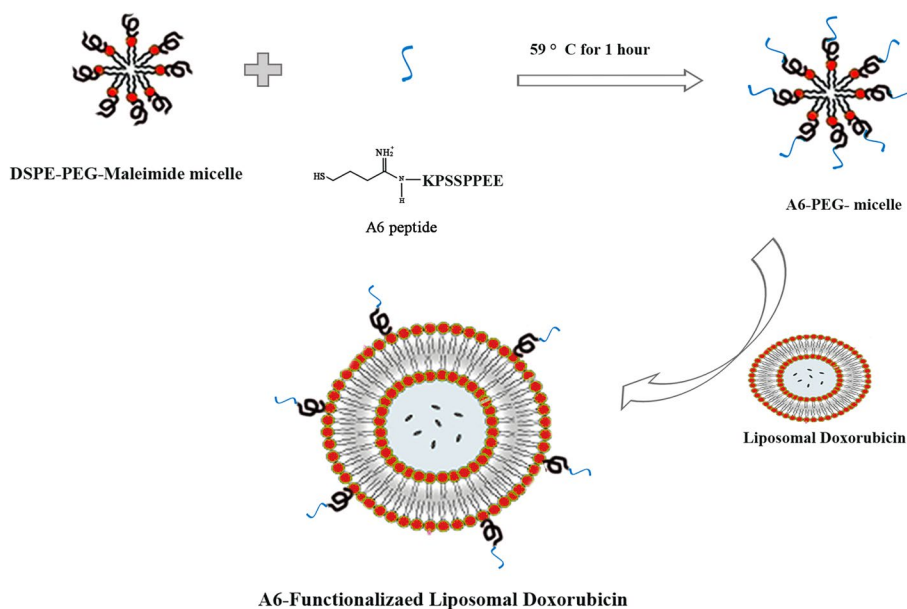 59 ° C for 1 hour
DSPE-PEG-Maleimide micelle
NH₂⁺
HS
N
KPSSPPEE
H
A6 peptide
A6-PEG- micelle
Liposomal Doxorubicin
A6-Functionalizaed Liposomal Doxorubicin